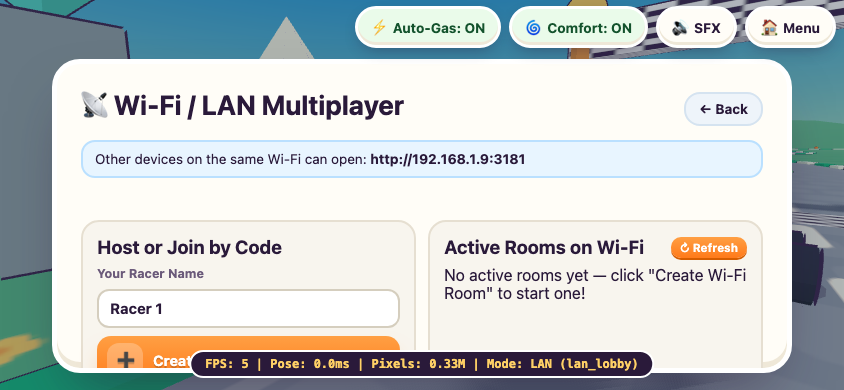 Auto-Gas: ON
Comfort: ON
SFX
Menu
Wi-Fi / LAN Multiplayer
← Back
Other devices on the same Wi-Fi can open: http://192.168.1.9:3181
Host or Join by Code
Your Racer Name
Racer 1
Active Rooms on Wi-Fi
↻ Refresh
No active rooms yet — click "Create Wi-Fi
Room" to start one!
FPS: 5 | Pose: 0.0ms | Pixels: 0.33M | Mode: LAN (lan_lobby)